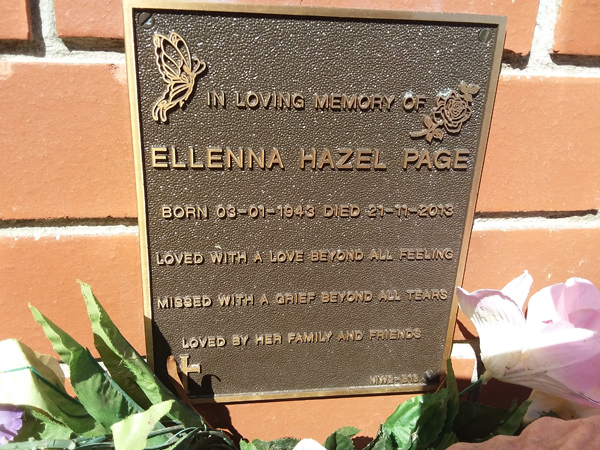 IN LOVING MEMORY OF
ELLENNA HAZEL PAGE
BORN 03-01-1943 DIED 21-11-2013
LOVED WITH A LOVE BEYOND ALL FEELING
MISSED WITH A GRIEF BEYOND ALL TEARS
LOVED BY HER FAMILY AND FRIENDS